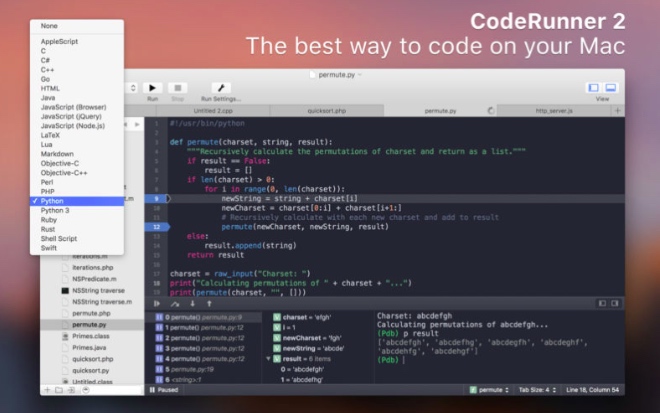 CodeRunner 2
The best way to code on your Mac
None
AppleScript
C
C#
C++
Go
HTML
Java
JavaScript (Browser)
JavaScript (jQuery)
JavaScript (Node.js)
LaTeX
Lua
Markdown
Objective-C
Objective-C++
Perl
PHP
✓ Python
Python 3
Ruby
Rust
Shell Script
Swift
permute.py
Run
Stop
Run Settings...
View
Untitled 2.cpp
quicksort.php
permute.py
http_server.js
iterations.m
iterations.php
NSPredicate.m
NSString traverse
NSString traverse.m
permute.php
permute.py
Primes.class
Primes.java
quicksort.php
quicksort.py
Untitled.class
#!/usr/bin/python
def permute(charset, string, result):
"""Recursively calculate the permutations of charset and return as a list."""
if result == False:
result = []
if len(charset) > 0:
for i in range(0, len(charset)):
9 newString = string + charset[i]
newCharset = charset[0:i] + charset[i+1:]
# Recursively calculate with each new charset and add to result
12 permute(newCharset, newString, result)
else:
result.append(string)
return result
charset = raw_input("Charset: ")
print("Calculating permutations of " + charset + "...")
print(permute(charset, "", []))
0 permute() permute.py:9
1 permute() permute.py:12
2 permute() permute.py:12
3 permute() permute.py:12
4 permute() permute.py:12
5 permute.py:19
6 <string>:1
charset = 'efgh'
i = 1
newCharset = 'fgh'
newString = 'abcde'
result = 6 items
0 = 'abcdefgh'
1 = 'abcdefhg'
Charset: abcdefgh
Calculating permutations of abcdefgh...
(Pdb) p result
['abcdefgh', 'abcdefhg', 'abcdegfh', 'abcdeghf',
'abcdehfg', 'abcdehgf']
(Pdb)
Paused
permute
Tab Size: 4
Line 18, Column 54